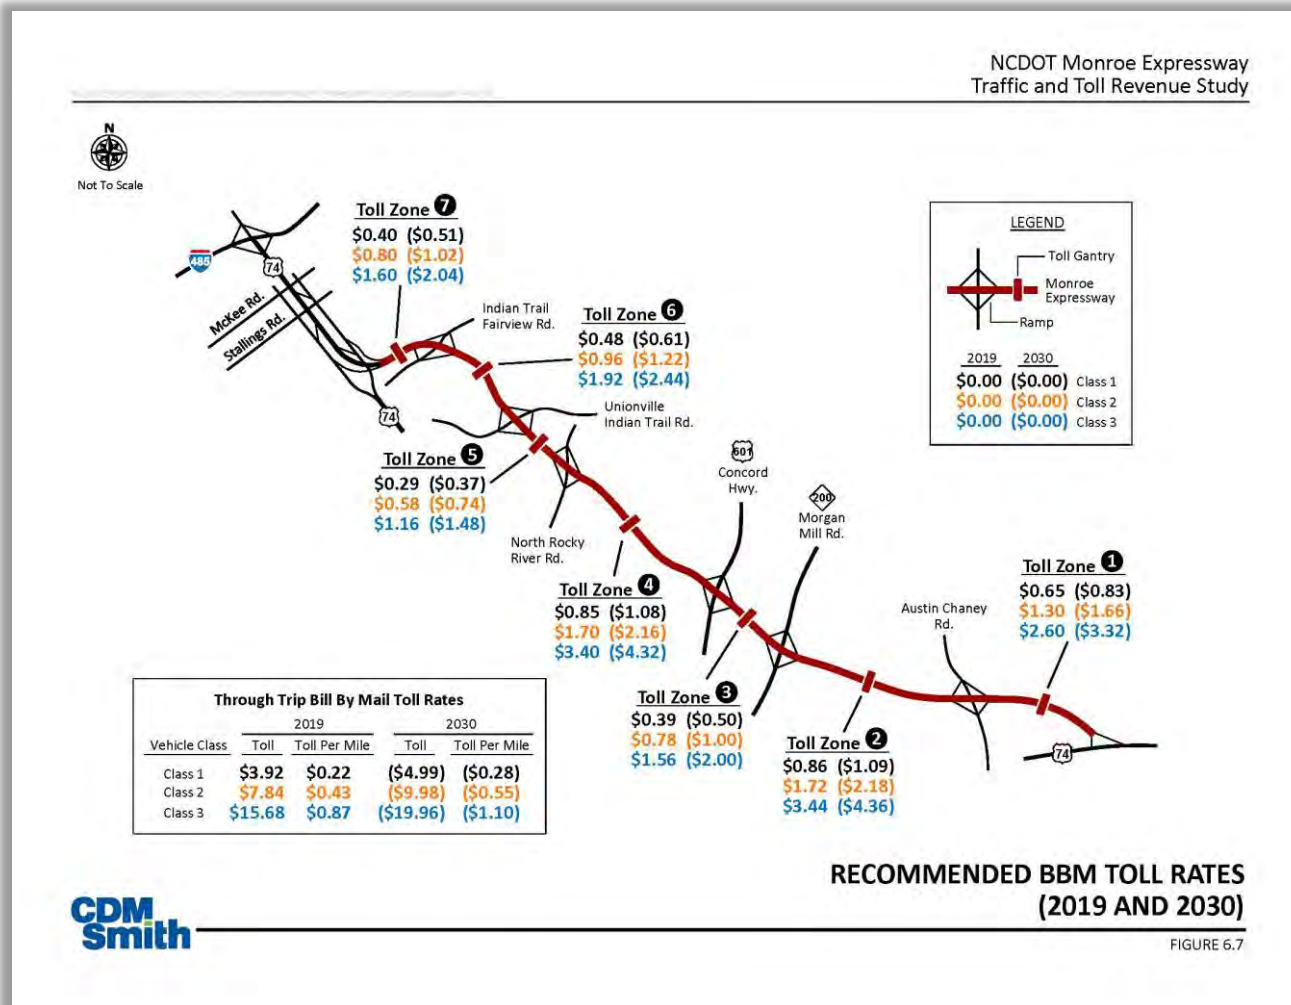 NCDOT Monroe Expressway
Traffic and Toll Revenue Study
N
Not To Scale
485
74
McKee Rd.
Stallings Rd.
74
Toll Zone 7
$0.40 ($0.51)
$0.80 ($1.02)
$1.60 ($2.04)
Indian Trail
Fairview Rd.
Toll Zone 6
$0.48 ($0.61)
$0.96 ($1.22)
$1.92 ($2.44)
Unionville
Indian Trail Rd.
Toll Zone 5
$0.29 ($0.37)
$0.58 ($0.74)
$1.16 ($1.48)
North Rocky
River Rd.
Toll Zone 4
$0.85 ($1.08)
$1.70 ($2.16)
$3.40 ($4.32)
601
Concord
Hwy.
200
Morgan
Mill Rd.
Toll Zone 3
$0.39 ($0.50)
$0.78 ($1.00)
$1.56 ($2.00)
Toll Zone 2
$0.86 ($1.09)
$1.72 ($2.18)
$3.44 ($4.36)
Austin Chaney
Rd.
Toll Zone 1
$0.65 ($0.83)
$1.30 ($1.66)
$2.60 ($3.32)
74
LEGEND
Toll Gantry
Monroe
Expressway
Ramp
2019 2030
$0.00 ($0.00) Class 1
$0.00 ($0.00) Class 2
$0.00 ($0.00) Class 3
Through Trip Bill By Mail Toll Rates
2019 2030
Vehicle Class Toll Toll Per Mile Toll Toll Per Mile
Class 1 $3.92 $0.22 ($4.99) ($0.28)
Class 2 $7.84 $0.43 ($9.98) ($0.55)
Class 3 $15.68 $0.87 ($19.96) ($1.10)
RECOMMENDED BBM TOLL RATES
(2019 AND 2030)
CDM
Smith
FIGURE 6.7